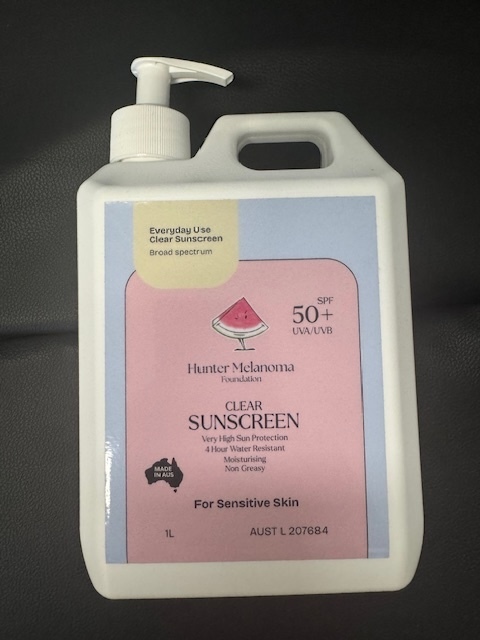 Everyday Use
Clear Sunscreen
Broad spectrum
SPF
50+
UVA/UVB
Hunter Melanoma
Foundation
CLEAR
SUNSCREEN
Very High Sun Protection
4 Hour Water Resistant
Moisturising
Non Greasy
MADE
IN AUS
For Sensitive Skin
1L AUST L 207684